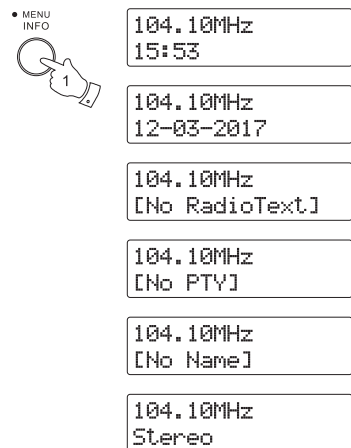 MENU
INFO
1
104.10MHz
15:53
104.10MHz
12-03-2017
104.10MHz
[No RadioText]
104.10MHz
[No PTY]
104.10MHz
[No Name]
104.10MHz
Stereo